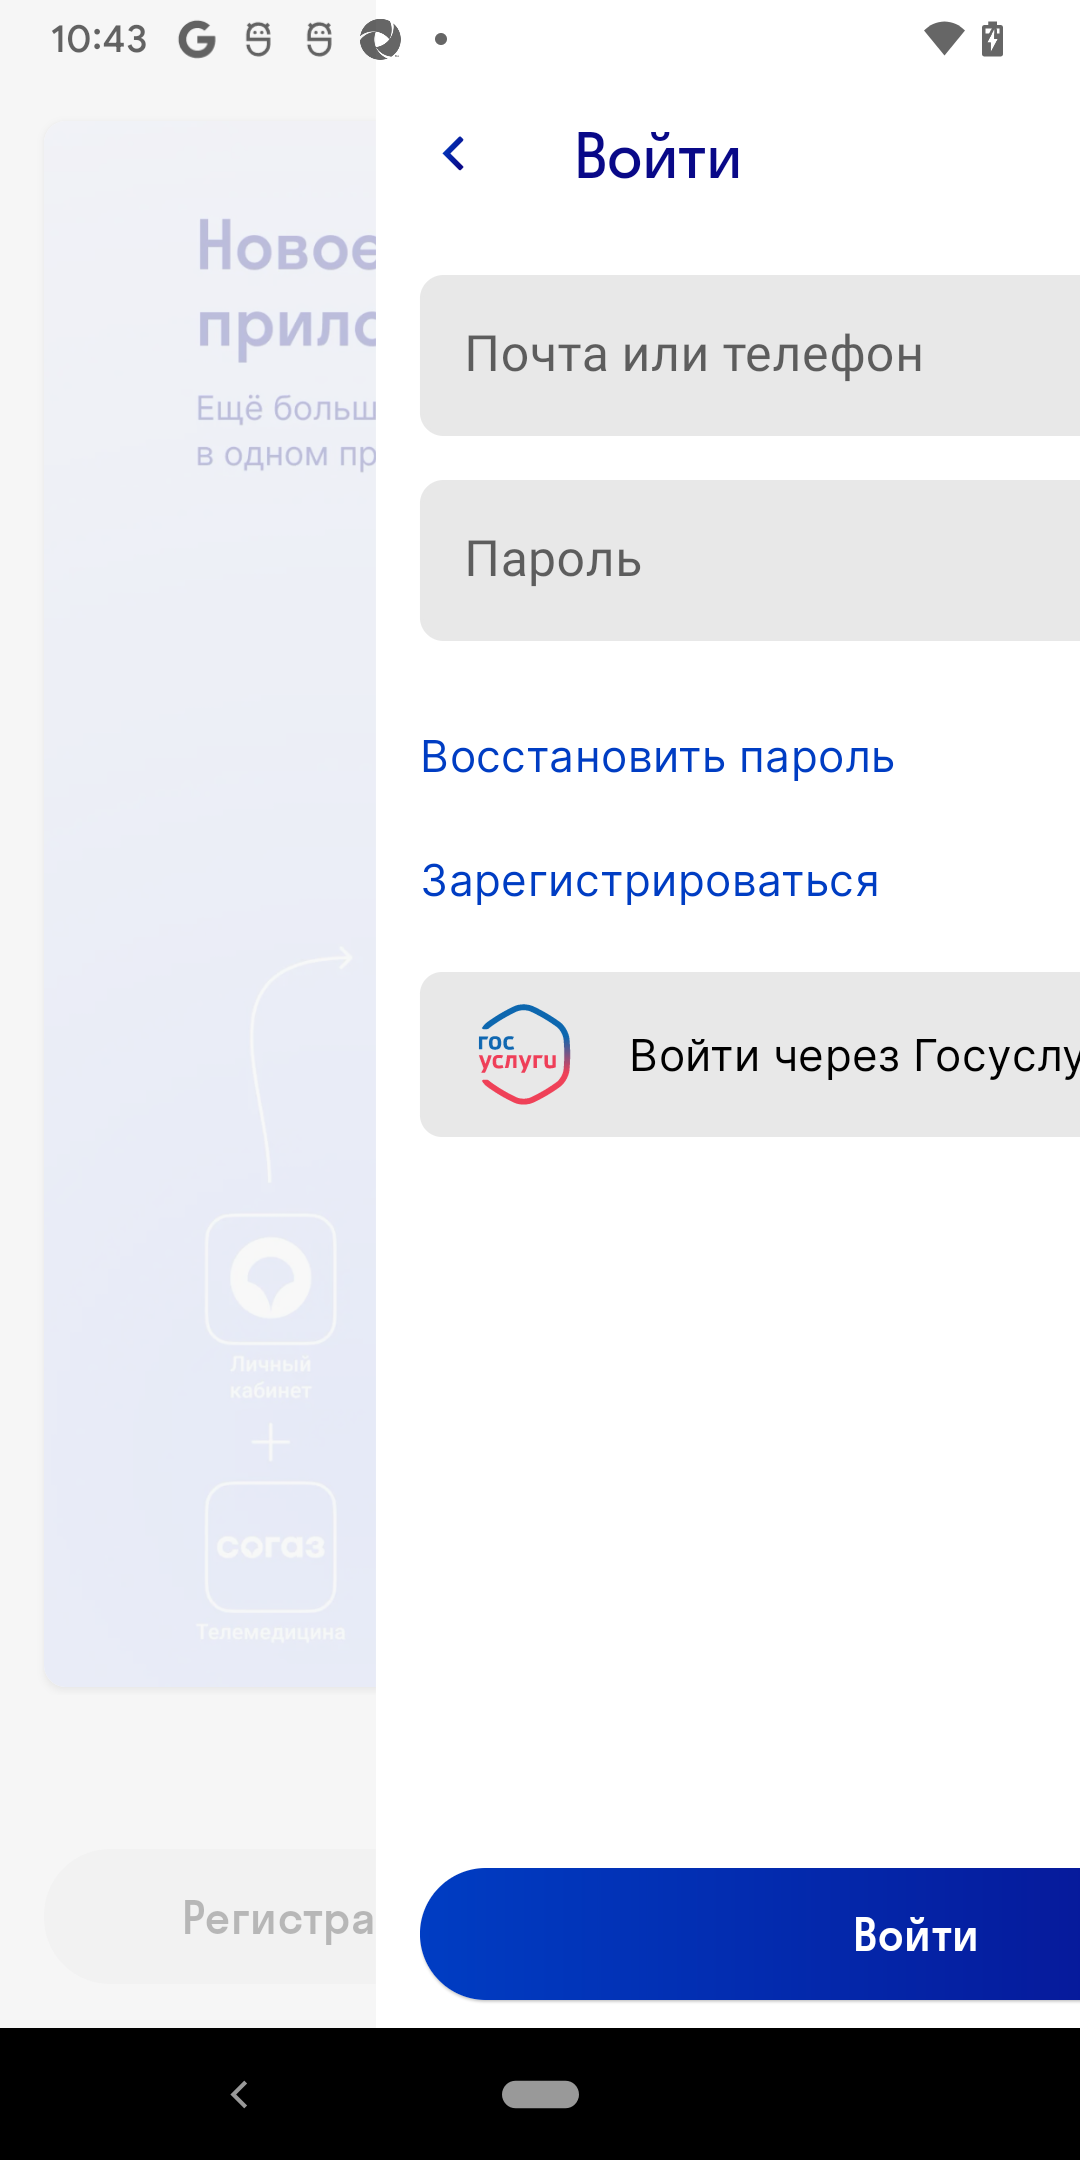 10:43
Войти
Новое
прило
Ещё больш
в одном пр
Почта или телефон
Пароль
Восстановить пароль
Зарегистрироваться
гос
услуги
Войти через Госуслу
Личный
кабинет
согаз
Телемедицина
Регистра
Войти